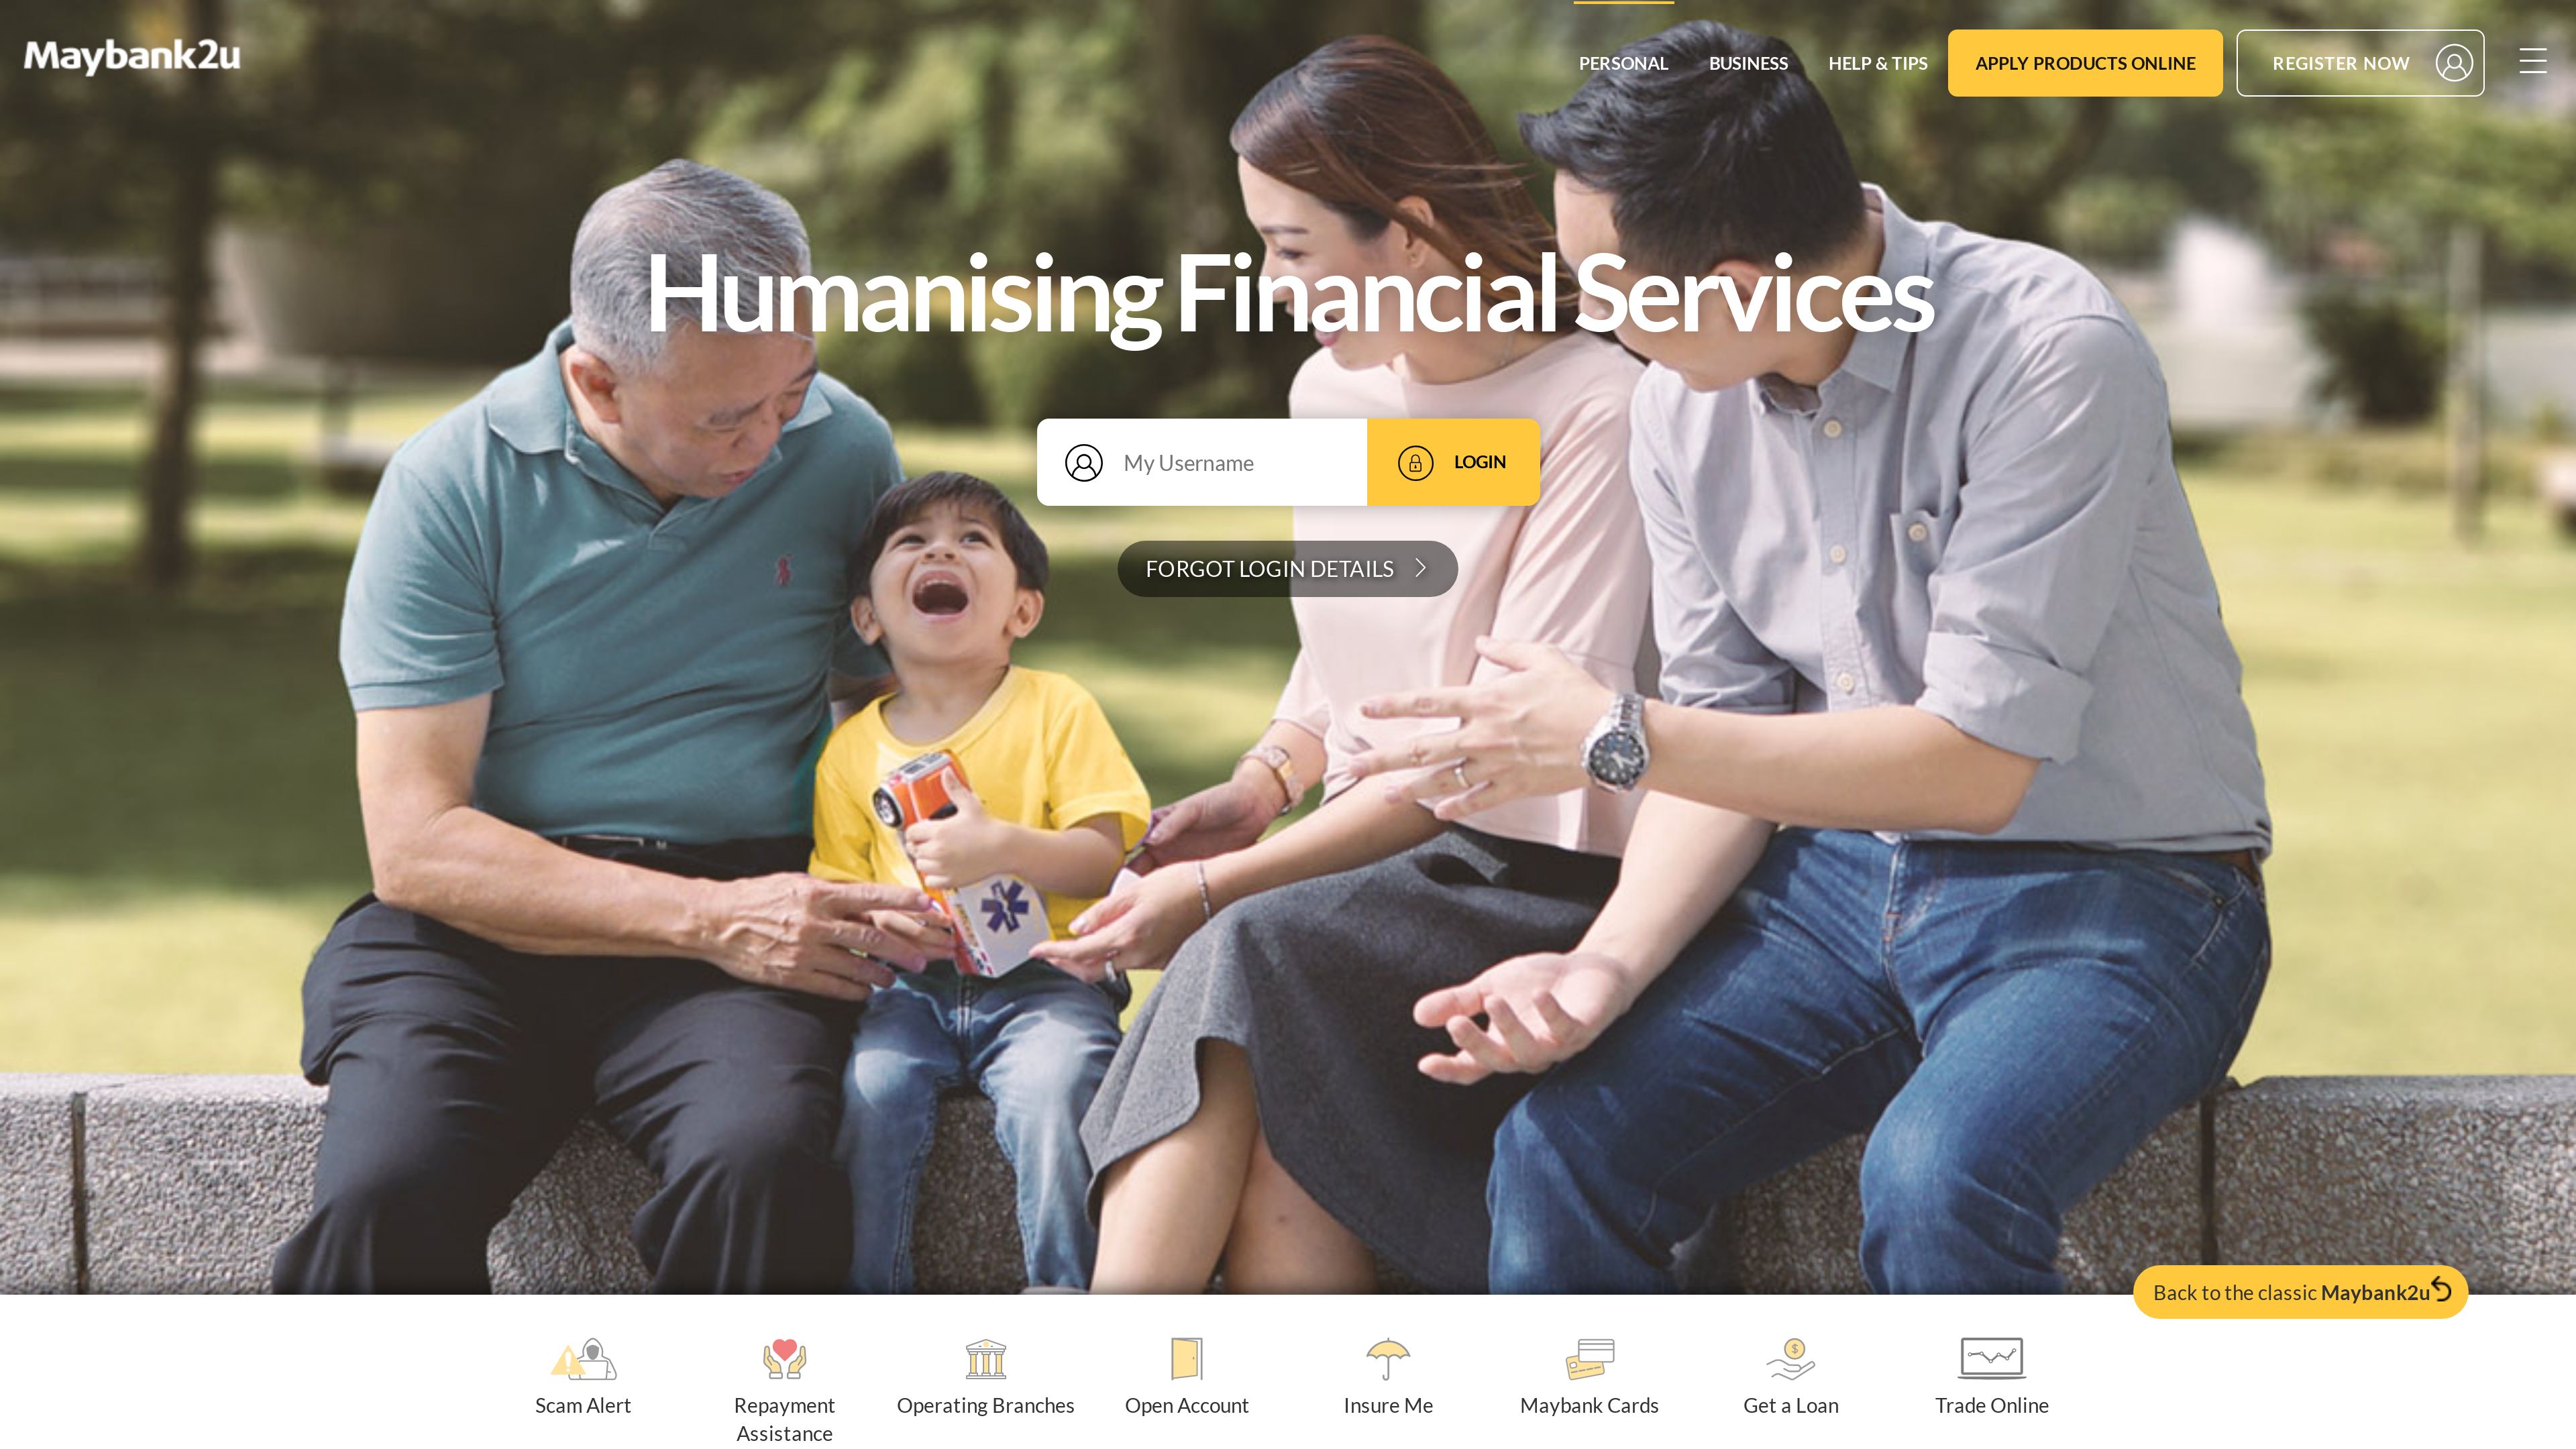 Maybank2u
PERSONAL
BUSINESS
HELP & TIPS
APPLY PRODUCTS ONLINE
REGISTER NOW
Humanising Financial Services
My Username
LOGIN
FORGOT LOGIN DETAILS
Back to the classic Maybank2u
Scam Alert
Repayment
Assistance
Operating Branches
Open Account
Insure Me
Maybank Cards
Get a Loan
Trade Online